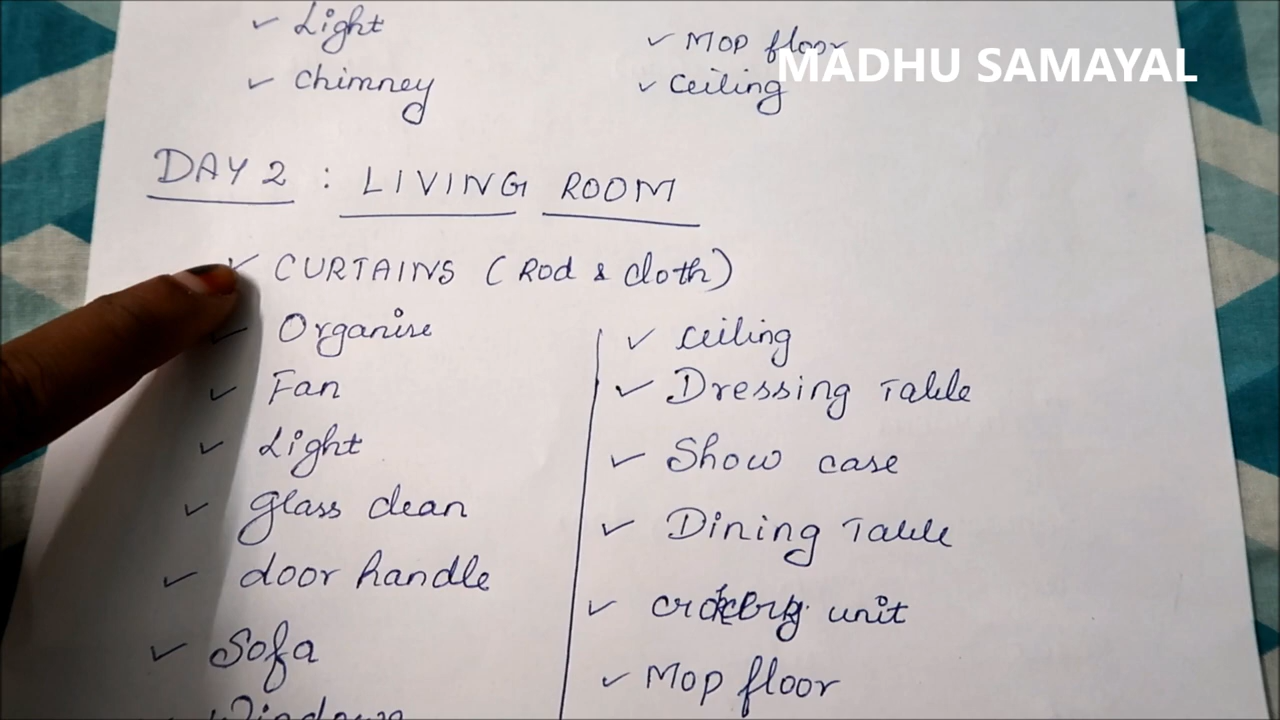 ✓ Light
✓ Chimney
✓ Mop floor
✓ Ceiling
MADHU SAMAYAL
DAY 2 : LIVING ROOM
✓ CURTAINS (Rod & cloth)
✓ Organise
✓ Fan
✓ Light
✓ Glass clean
✓ door handle
✓ Sofa
✓ Windows
✓ ceiling
✓ Dressing Table
✓ Show case
✓ Dining Table
✓ unit
✓ Mop floor